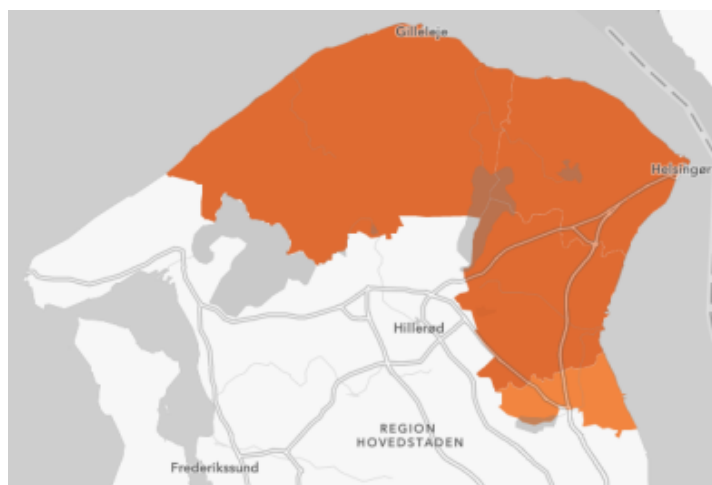 Gilleleje
Helsingør
Hillerød
REGION
HOVEDSTADEN
Frederikssund